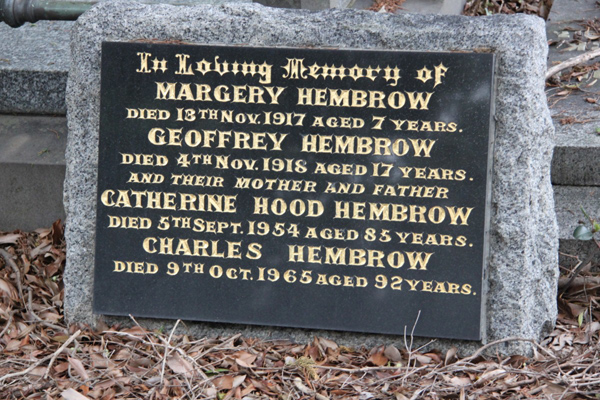 In Loving Memory of
MARGERY HEMBROW
DIED 13TH NOV. 1917 AGED 7 YEARS.
GEOFFREY HEMBROW
DIED 4TH NOV. 1918 AGED 17 YEARS.
AND THEIR MOTHER AND FATHER
CATHERINE HOOD HEMBROW
DIED 5TH SEPT. 1954 AGED 85 YEARS.
CHARLES HEMBROW
DIED 9TH OCT. 1965 AGED 92 YEARS.